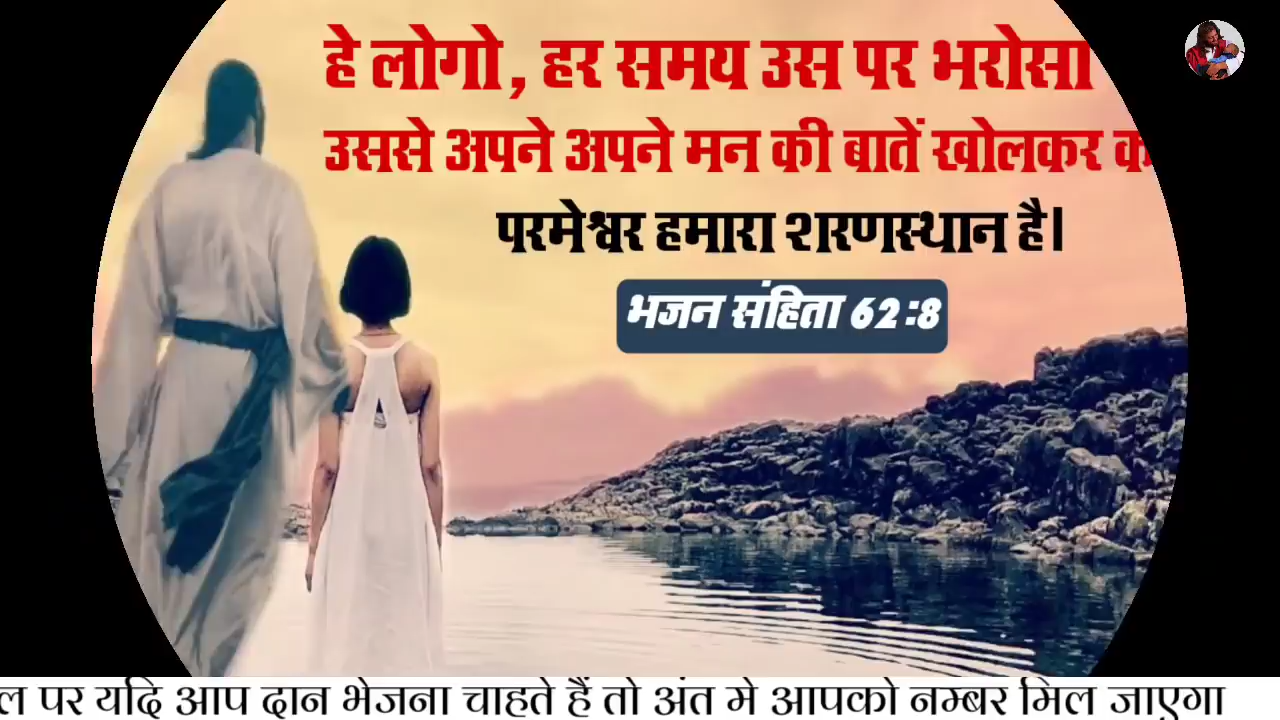 हे लोगो, हर समय उस पर भरोसा
उससे अपने अपने मन की बातें खोलकर
परमेश्वर हमारा शरणस्थान है।
भजन संहिता 62:8
पर यदि आप दान भेजना चाहते हैं तो अंत मे आपको नम्बर मिल जाएगा